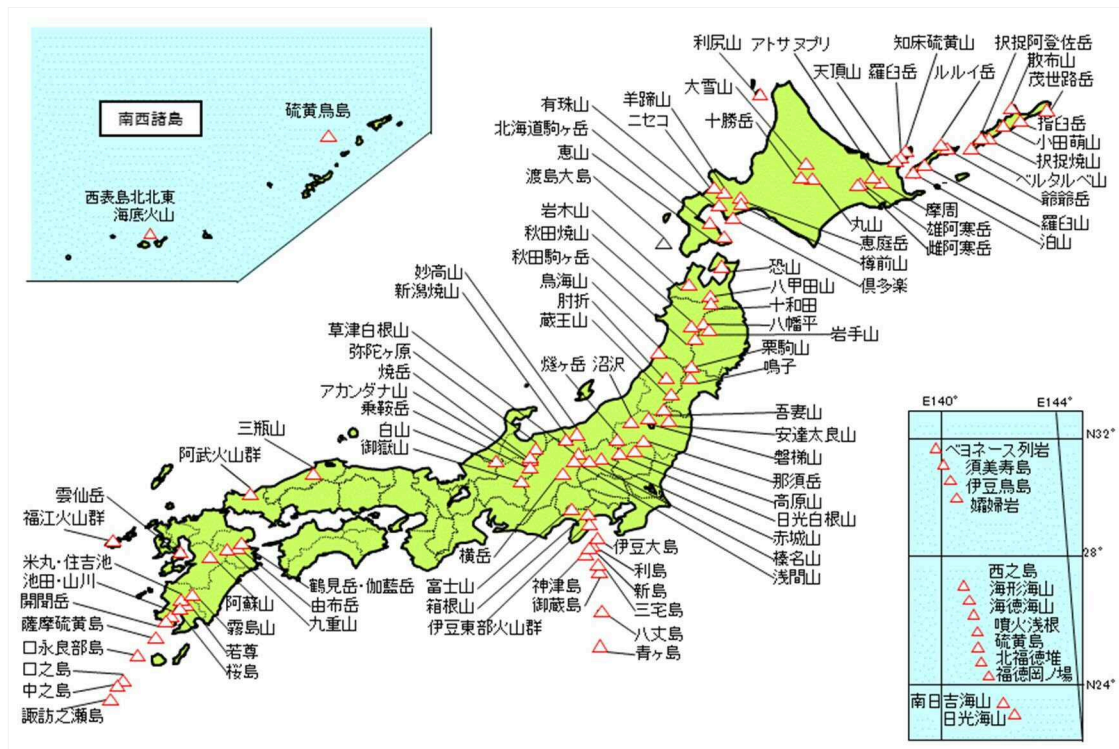 南西諸島
硫黄鳥島
西表島北北東
海底火山
利尻山
アトサヌプリ
知床硫黄山
択捉阿登佐岳
散布山
茂世路岳
天頂山
羅臼岳
ルルイ岳
大雪山
羊蹄山
有珠山
ニセコ
十勝岳
北海道駒ヶ岳
恵山
渡島大島
指臼岳
小田萌山
択捉焼山
ベルタルベ山
爺爺岳
羅臼山
泊山
摩周
雄阿寒岳
雌阿寒岳
丸山
恵庭岳
樽前山
倶多楽
岩木山
秋田焼山
秋田駒ヶ岳
鳥海山
肘折
蔵王山
恐山
八甲田山
十和田
八幡平
岩手山
栗駒山
鳴子
妙高山
新潟焼山
燧ヶ岳
沼沢
草津白根山
弥陀ヶ原
焼岳
アカンダナ山
乗鞍岳
白山
御嶽山
吾妻山
安達太良山
磐梯山
那須岳
高原山
日光白根山
赤城山
榛名山
浅間山
三瓶山
阿武火山群
雲仙岳
福江火山群
米丸・住吉池
池田・山川
開聞岳
薩摩硫黄島
口永良部島
口之島
中之島
諏訪之瀬島
鶴見岳・伽藍岳
由布岳
九重山
阿蘇山
霧島山
若尊
桜島
横岳
富士山
箱根山
伊豆東部火山群
伊豆大島
利島
新島
神津島
三宅島
御蔵島
八丈島
青ヶ島
E140°
E144°
N32°
ベヨネース列岩
須美寿島
伊豆鳥島
孀婦岩
N28°
西之島
海形海山
海徳海山
噴火浅根
硫黄島
北福徳堆
福徳岡ノ場
N24°
南日吉海山
日光海山